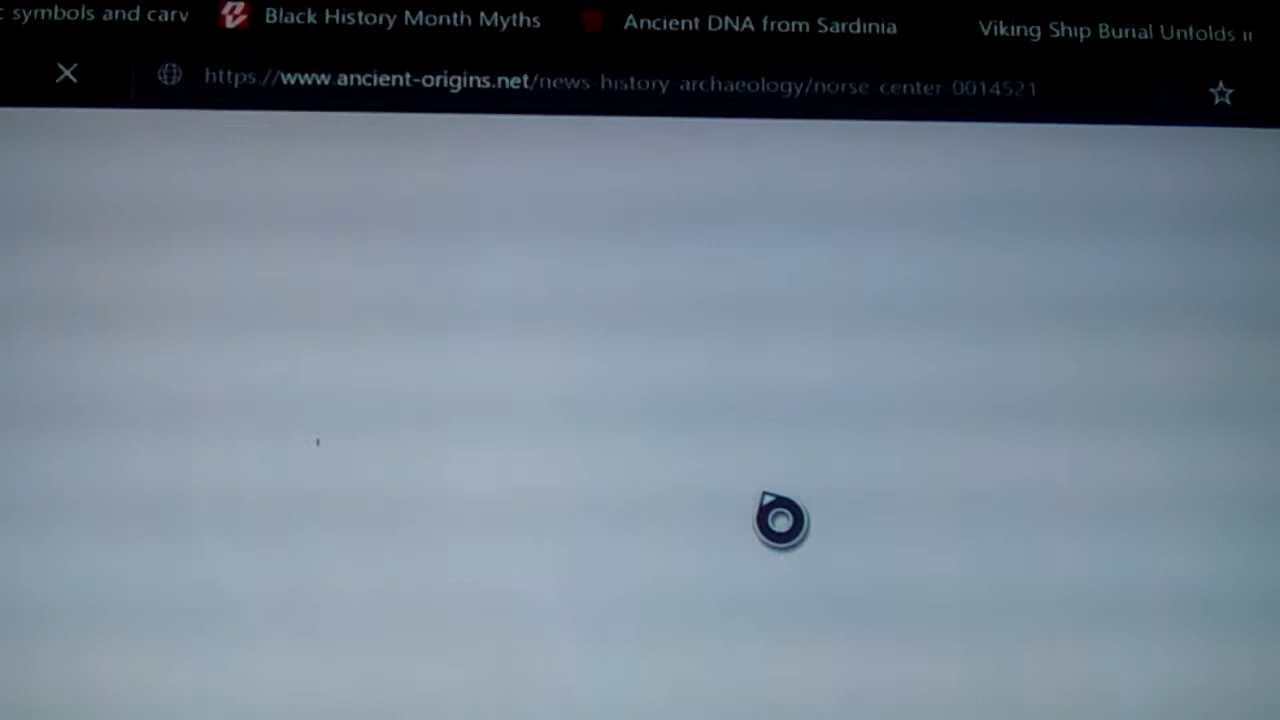 symbols and carv
Black History Month Myths
Ancient DNA from Sardinia
Viking Ship Burial Unfolds
https://www.ancient-origins.net/news-history-archaeology/norse-center-0014521